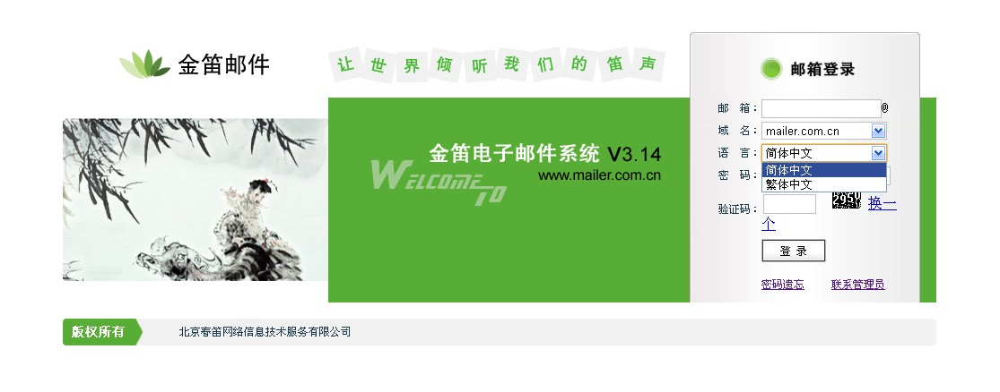 金笛邮件
让世界倾听我们的笛声
邮箱登录
邮 箱： @
域 名： mailer.com.cn
语 言： 简体中文
简体中文
繁体中文
密 码：
验证码： 换一
个
登 录
密码遗忘 联系管理员
金笛电子邮件系统 V3.14
www.mailer.com.cn
WELCOME TO
版权所有 北京春笛网络信息技术服务有限公司